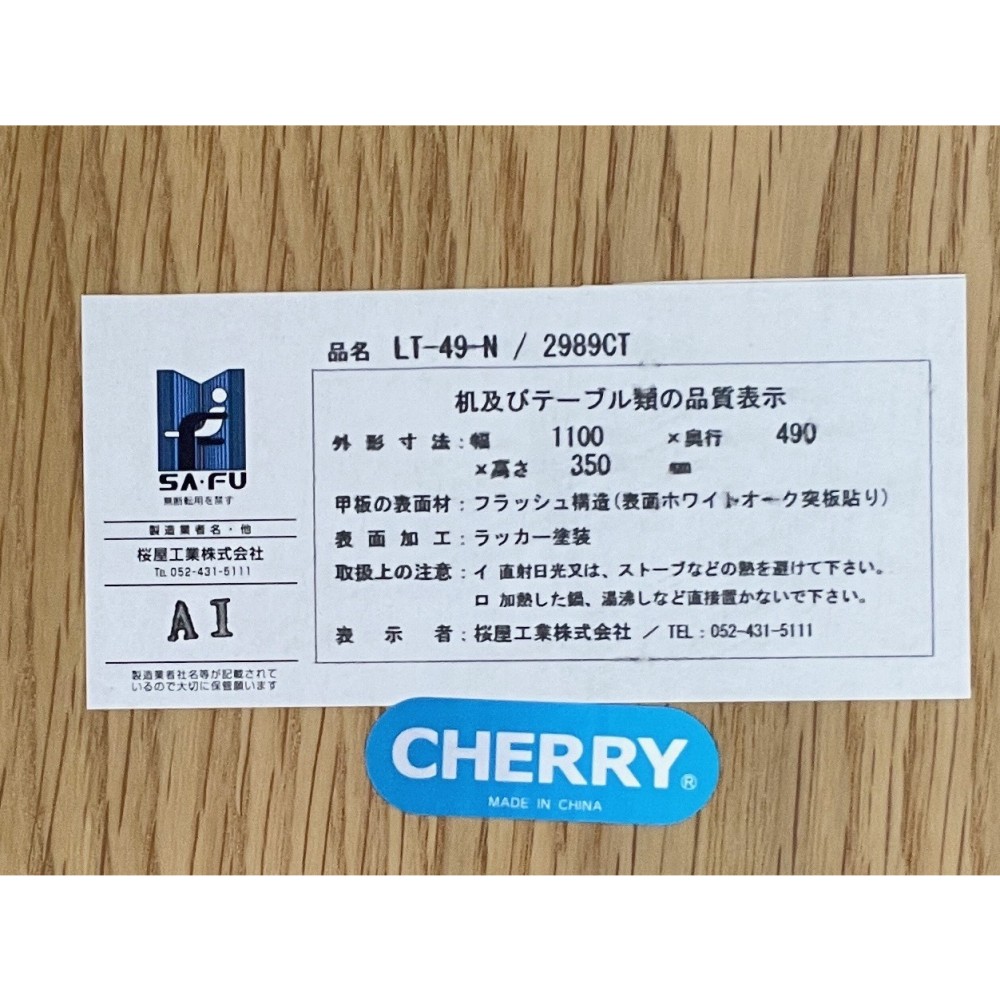 品名 LT-49-N / 2989CT
机及びテーブル類の品質表示
外形寸法:幅 1100 ×奥行 490
×高さ 350 mm
甲板の表面材:フラッシュ構造(表面ホワイトオーク突板貼り)
表面加工:ラッカー塗装
取扱上の注意:イ 直射日光又は、ストーブなどの熱を避けて下さい。
ロ 加熱した鍋、湯沸しなど直接置かないで下さい。
表示者:桜屋工業株式会社 / TEL:052-431-5111
SA・FU
無断転用を禁ず
製造業者名・他
桜屋工業株式会社
TEL 052-431-5111
AI
製造業者社名等が記載されて
いるので大切に保管願います
CHERRY®
MADE IN CHINA